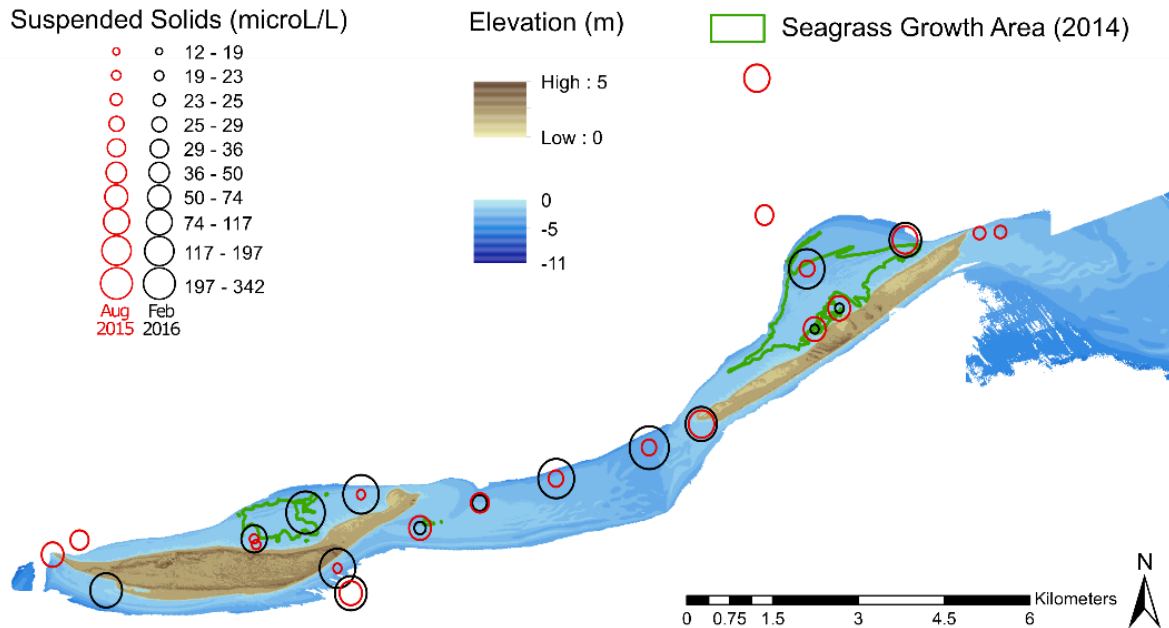 Suspended Solids (microL/L)
12 - 19
19 - 23
23 - 25
25 - 29
29 - 36
36 - 50
50 - 74
74 - 117
117 - 197
197 - 342
Aug
2015
Feb
2016
Elevation (m)
High : 5
Low : 0
0
-5
-11
Seagrass Growth Area (2014)
N
Kilometers
0 0.75 1.5 3 4.5 6